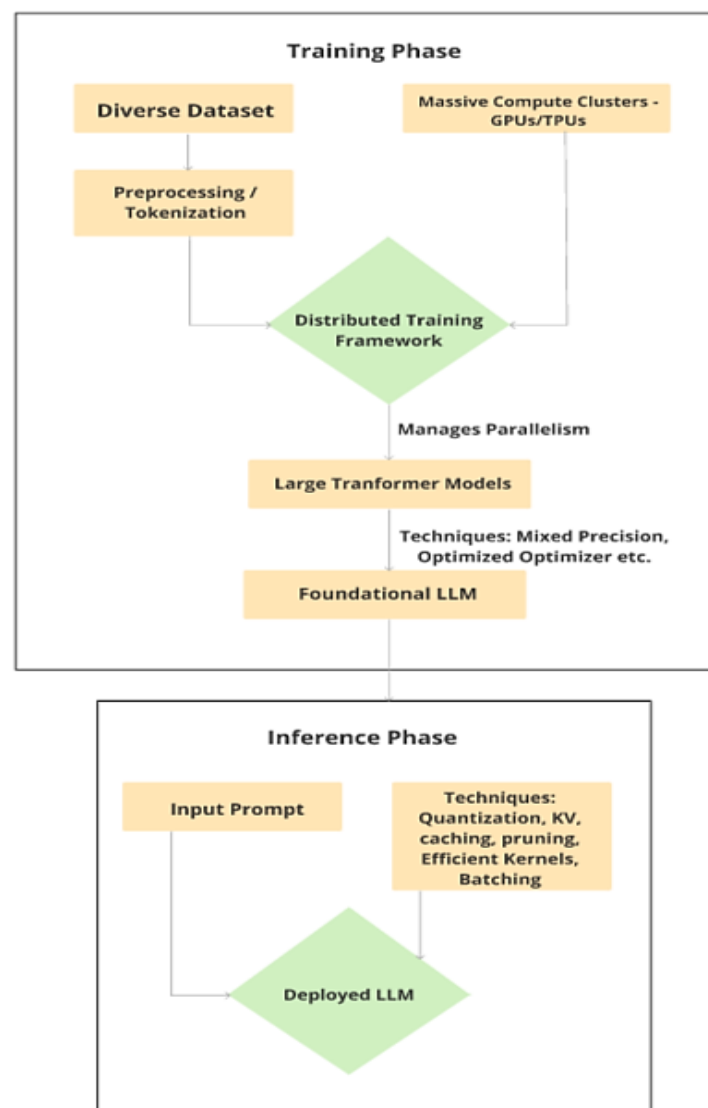 Training Phase
Diverse Dataset
Massive Compute Clusters -
GPUs/TPUs
Preprocessing /
Tokenization
Distributed Training
Framework
Manages Parallelism
Large Tranformer Models
Techniques: Mixed Precision,
Optimized Optimizer etc.
Foundational LLM
Inference Phase
Input Prompt
Techniques:
Quantization, KV,
caching, pruning,
Efficient Kernels,
Batching
Deployed LLM